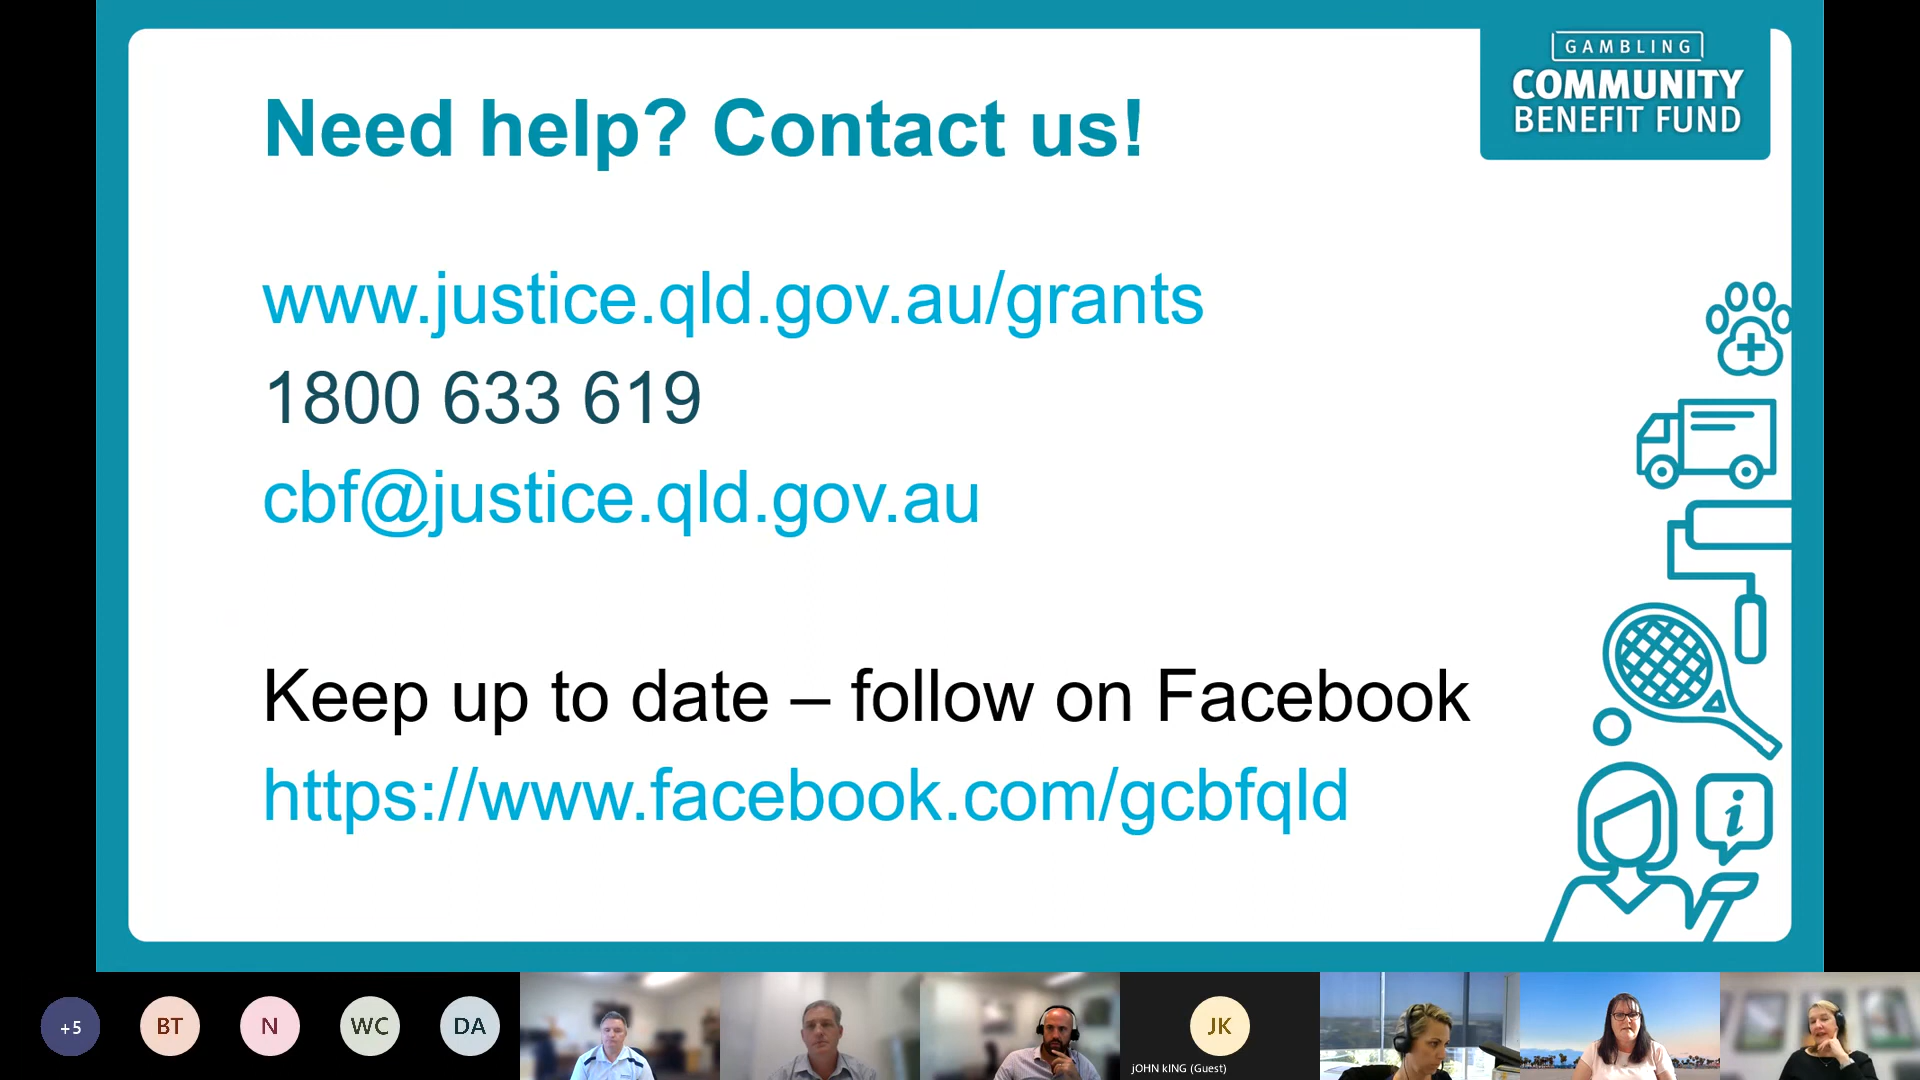 GAMBLING
COMMUNITY
BENEFIT FUND
Need help? Contact us!
www.justice.qld.gov.au/grants
1800 633 619
cbf@justice.qld.gov.au
Keep up to date – follow on Facebook
https://www.facebook.com/gcbfqld
i
+5
BT
N
WC
DA
JK
jOHN kING (Guest)